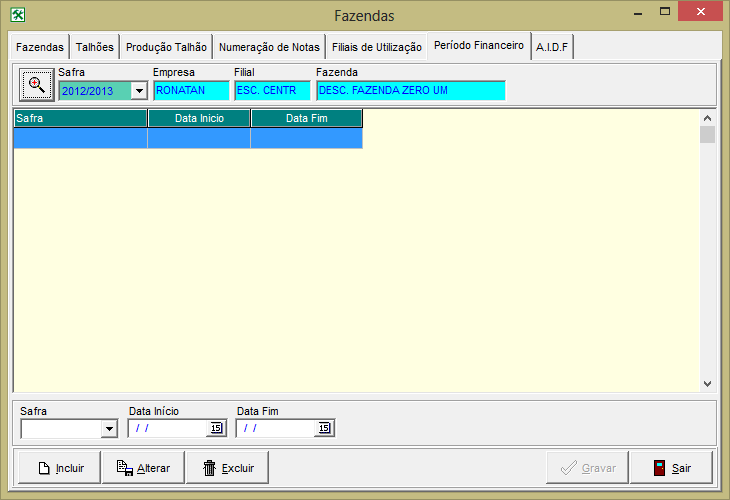 Fazendas
Fazendas Talhões Produção Talhão Numeração de Notas Filiais de Utilização Período Financeiro A.I.D.F
Safra Empresa Filial Fazenda
2012/2013 RONATAN ESC. CENTR DESC. FAZENDA ZERO UM
Safra Data Inicio Data Fim
Safra Data Início Data Fim
/ / 15 / / 15
Incluir Alterar Excluir Gravar Sair